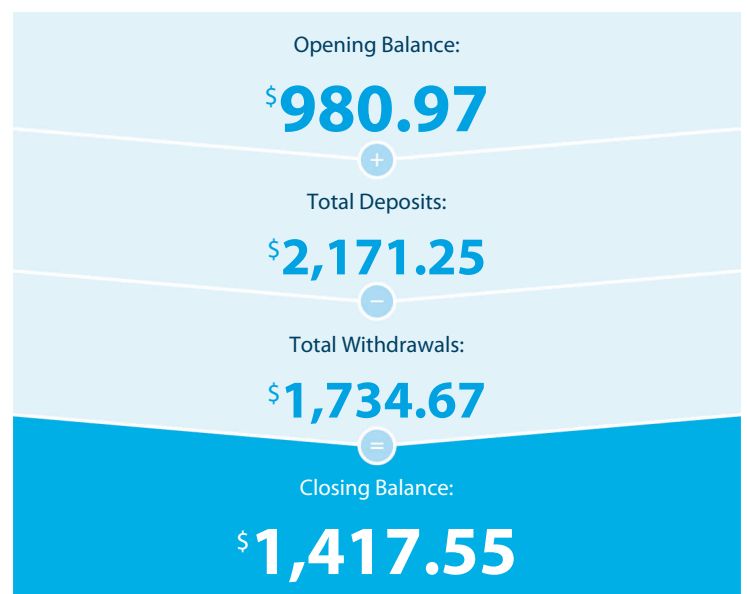 Opening Balance:
$980.97
+
Total Deposits:
$2,171.25
−
Total Withdrawals:
$1,734.67
=
Closing Balance:
$1,417.55